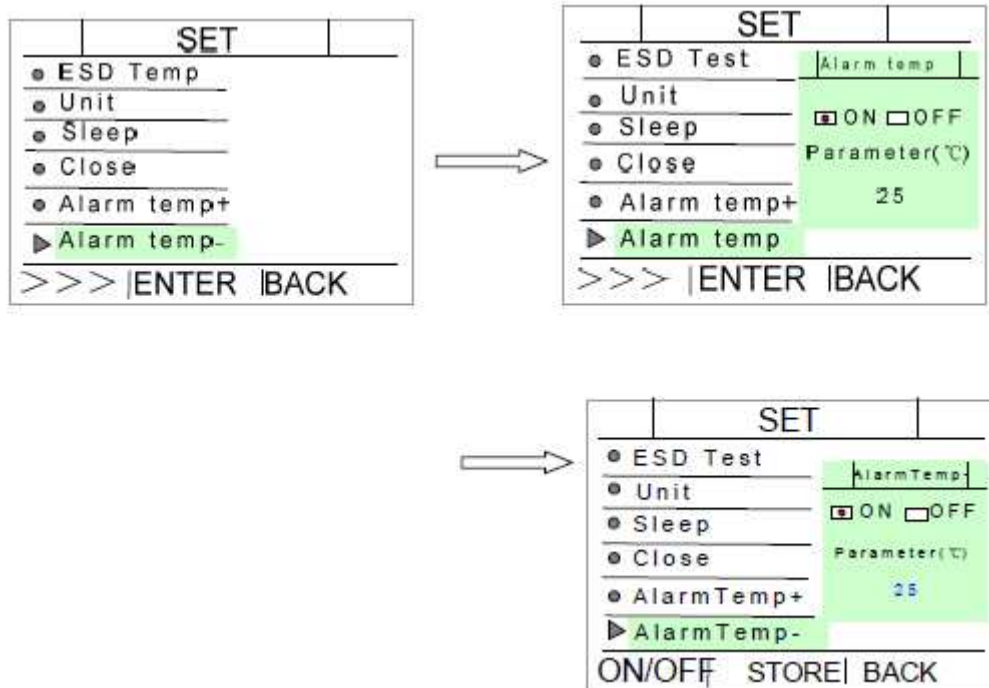 SET
ESD Temp
Unit
Sleep
Close
Alarm temp+
Alarm temp-
>>> |ENTER |BACK
SET
ESD Test
Unit
Sleep
Close
Alarm temp+
Alarm temp
Alarm temp
ON OFF
Parameter(℃)
25
>>> |ENTER |BACK
SET
ESD Test
Unit
Sleep
Close
AlarmTemp+
AlarmTemp-
AlarmTemp-
ON OFF
Parameter(℃)
25
ON/OFF STORE| BACK